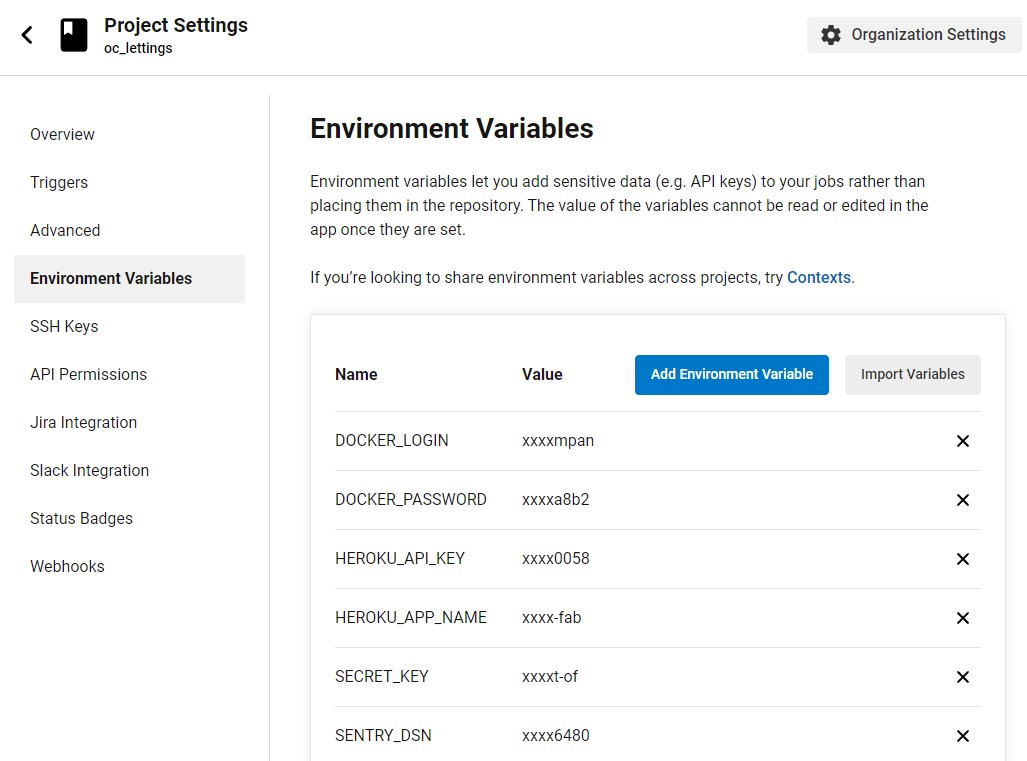 Project Settings
oc_lettings
Organization Settings
Overview
Triggers
Advanced
Environment Variables
SSH Keys
API Permissions
Jira Integration
Slack Integration
Status Badges
Webhooks
Environment Variables
Environment variables let you add sensitive data (e.g. API keys) to your jobs rather than
placing them in the repository. The value of the variables cannot be read or edited in the
app once they are set.
If you’re looking to share environment variables across projects, try Contexts.
Name Value Add Environment Variable Import Variables
DOCKER_LOGIN xxxxmpan
DOCKER_PASSWORD xxxxa8b2
HEROKU_API_KEY xxxx0058
HEROKU_APP_NAME xxxx-fab
SECRET_KEY xxxxt-of
SENTRY_DSN xxxx6480